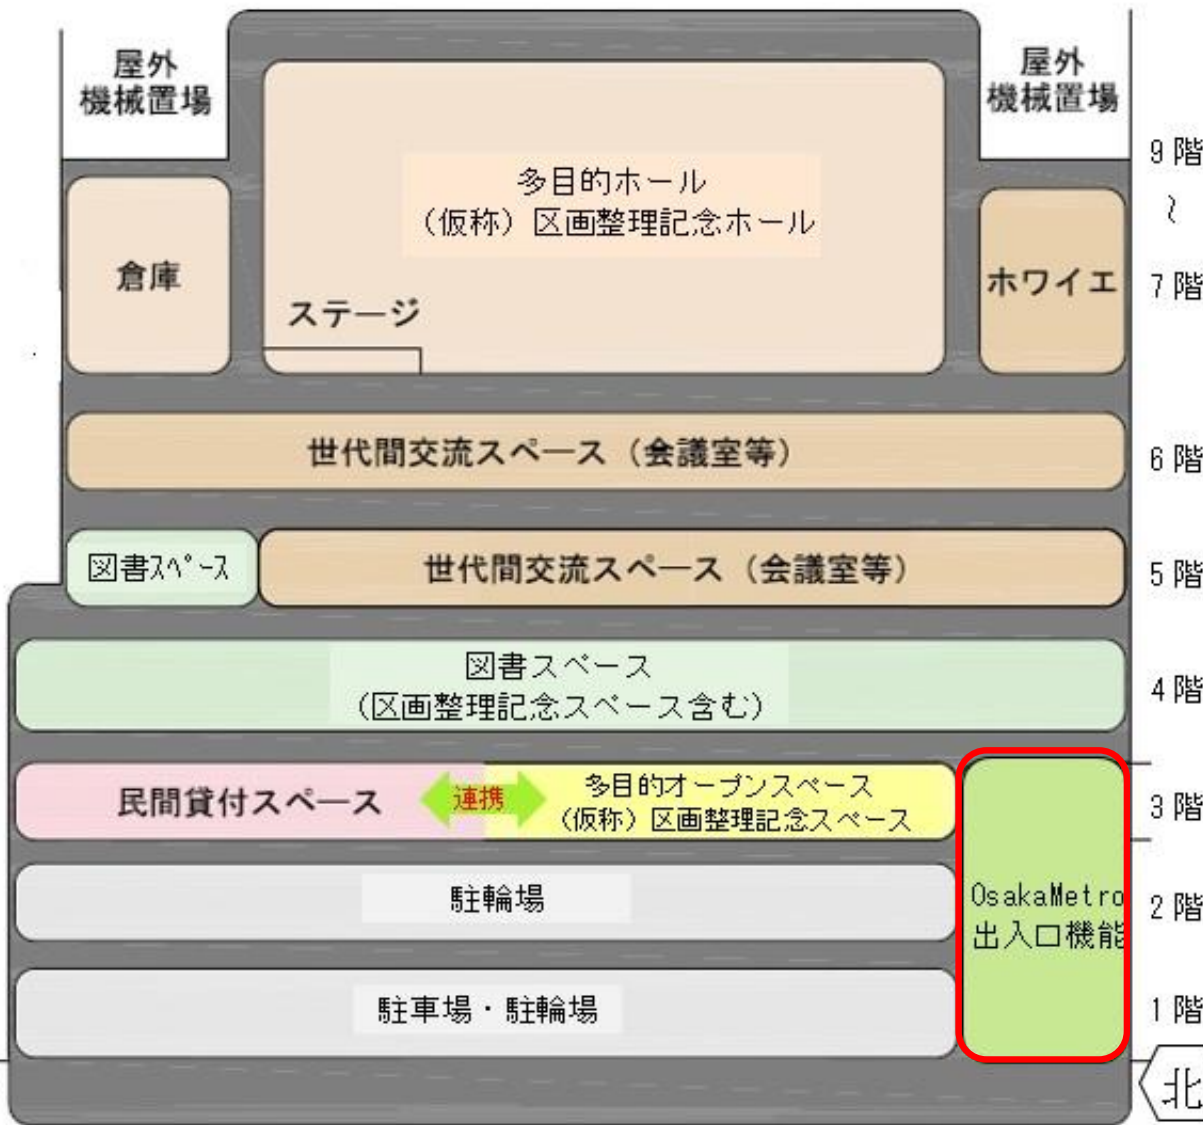 屋外
機械置場
屋外
機械置場
多目的ホール
（仮称）区画整理記念ホール
9階
～
7階
倉庫
ステージ
ホワイエ
世代間交流スペース（会議室等）
6階
図書ｽﾍﾟｰｽ
世代間交流スペース（会議室等）
5階
図書スペース
（区画整理記念スペース含む）
4階
民間貸付スペース
連携
多目的オープンスペース
（仮称）区画整理記念スペース
3階
駐輪場
OsakaMetro
出入口機能
2階
駐車場・駐輪場
1階
北